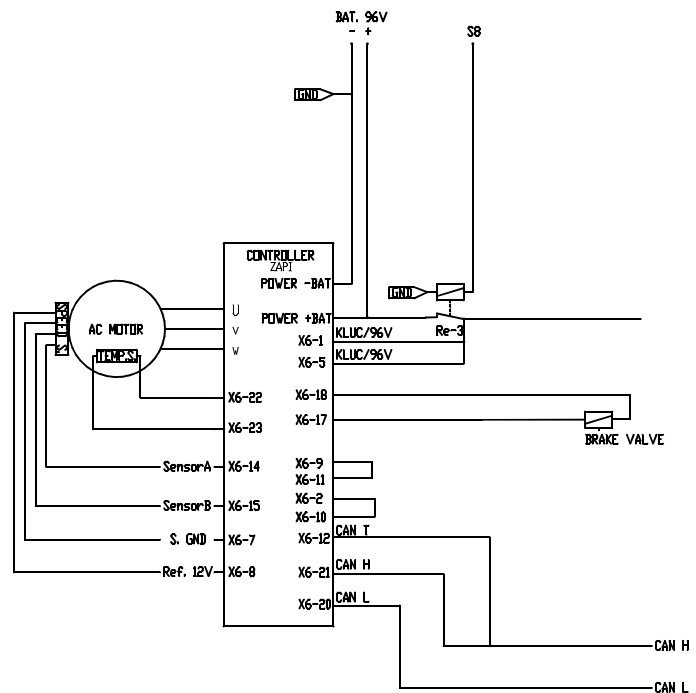 BAT. 96V
- +
S8
GND
CONTROLLER
ZAPI
POWER -BAT
GND
POWER +BAT
Re-3
X6-1 KLUC/96V
X6-5 KLUC/96V
U
V
W
AC MOTOR
SPEED S.
TEMP.S.
X6-22
X6-23
X6-18
X6-17
BRAKE VALVE
SensorA X6-14
X6-9
X6-11
SensorB X6-15
X6-2
X6-10
S. GND X6-7
X6-12 CAN T
Ref. 12V X6-8
X6-21 CAN H
X6-20 CAN L
CAN H
CAN L